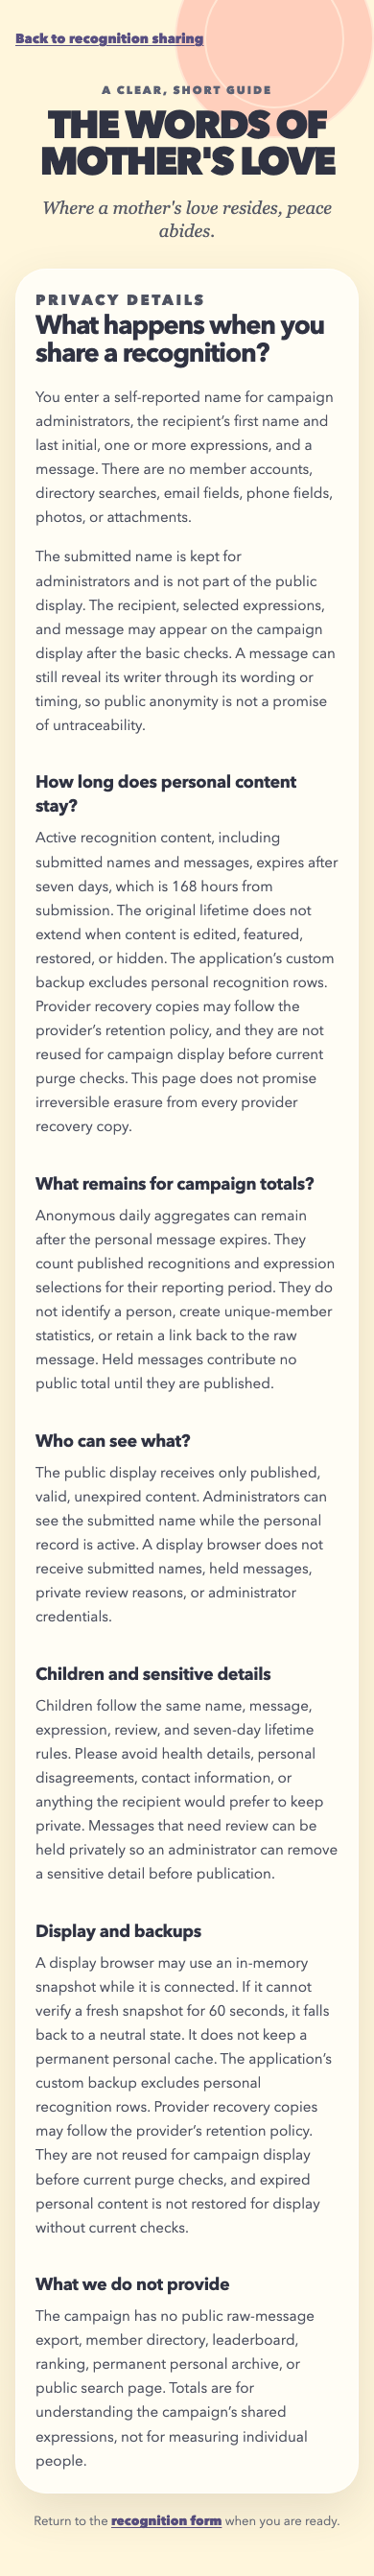 Back to recognition sharing
A CLEAR, SHORT GUIDE
THE WORDS OF
MOTHER'S LOVE
Where a mother's love resides, peace
abides.
PRIVACY DETAILS
What happens when you
share a recognition?
You enter a self-reported name for campaign
administrators, the recipient’s first name and
last initial, one or more expressions, and a
message. There are no member accounts,
directory searches, email fields, phone fields,
photos, or attachments.
The submitted name is kept for
administrators and is not part of the public
display. The recipient, selected expressions,
and message may appear on the campaign
display after the basic checks. A message can
still reveal its writer through its wording or
timing, so public anonymity is not a promise
of untraceability.
How long does personal content
stay?
Active recognition content, including
submitted names and messages, expires after
seven days, which is 168 hours from
submission. The original lifetime does not
extend when content is edited, featured,
restored, or hidden. The application’s custom
backup excludes personal recognition rows.
Provider recovery copies may follow the
provider’s retention policy, and they are not
reused for campaign display before current
purge checks. This page does not promise
irreversible erasure from every provider
recovery copy.
What remains for campaign totals?
Anonymous daily aggregates can remain
after the personal message expires. They
count published recognitions and expression
selections for their reporting period. They do
not identify a person, create unique-member
statistics, or retain a link back to the raw
message. Held messages contribute no
public total until they are published.
Who can see what?
The public display receives only published,
valid, unexpired content. Administrators can
see the submitted name while the personal
record is active. A display browser does not
receive submitted names, held messages,
private review reasons, or administrator
credentials.
Children and sensitive details
Children follow the same name, message,
expression, review, and seven-day lifetime
rules. Please avoid health details, personal
disagreements, contact information, or
anything the recipient would prefer to keep
private. Messages that need review can be
held privately so an administrator can remove
a sensitive detail before publication.
Display and backups
A display browser may use an in-memory
snapshot while it is connected. If it cannot
verify a fresh snapshot for 60 seconds, it falls
back to a neutral state. It does not keep a
permanent personal cache. The application’s
custom backup excludes personal
recognition rows. Provider recovery copies
may follow the provider’s retention policy.
They are not reused for campaign display
before current purge checks, and expired
personal content is not restored for display
without current checks.
What we do not provide
The campaign has no public raw-message
export, member directory, leaderboard,
ranking, permanent personal archive, or
public search page. Totals are for
understanding the campaign’s shared
expressions, not for measuring individual
people.
Return to the recognition form when you are ready.